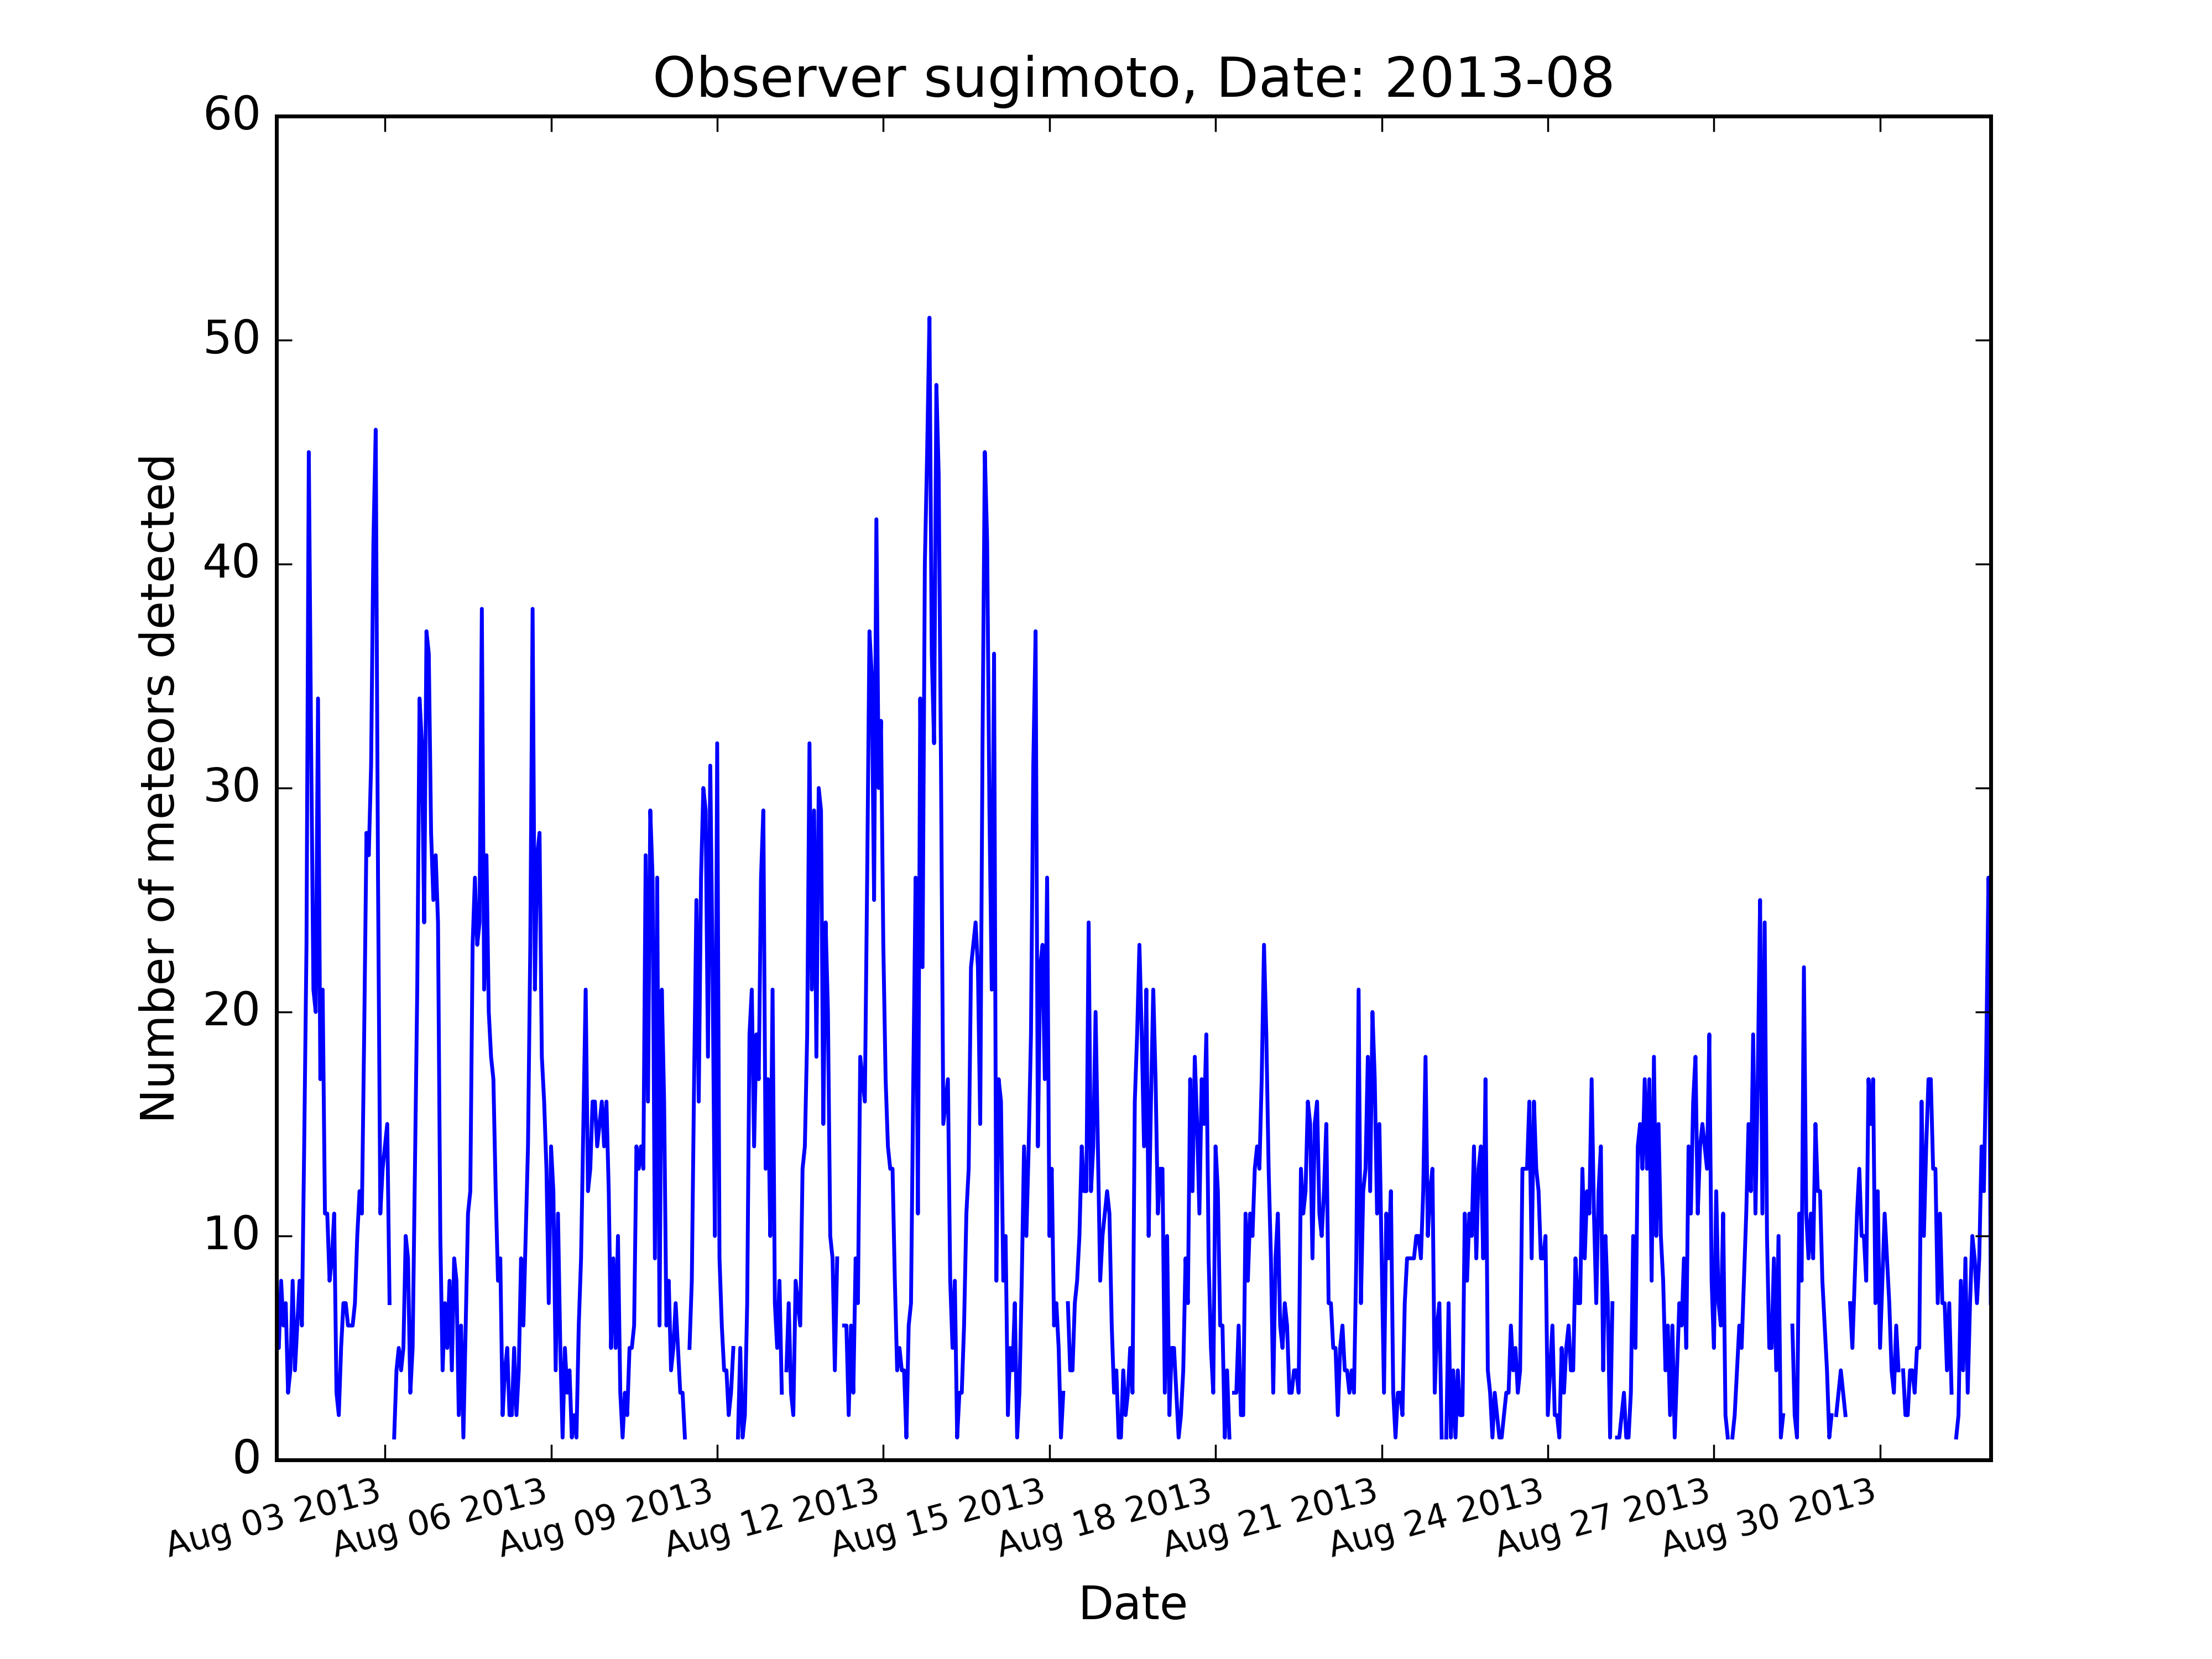 Observer sugimoto, Date: 2013-08
60
50
40
30
20
10
0
Number of meteors detected
Aug 03 2013
Aug 06 2013
Aug 09 2013
Aug 12 2013
Aug 15 2013
Aug 18 2013
Aug 21 2013
Aug 24 2013
Aug 27 2013
Aug 30 2013
Date